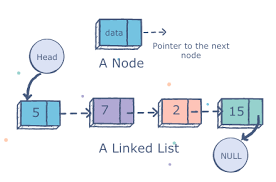 data
Pointer to the next
node
Head
A Node
5
7
2
15
A Linked List
NULL